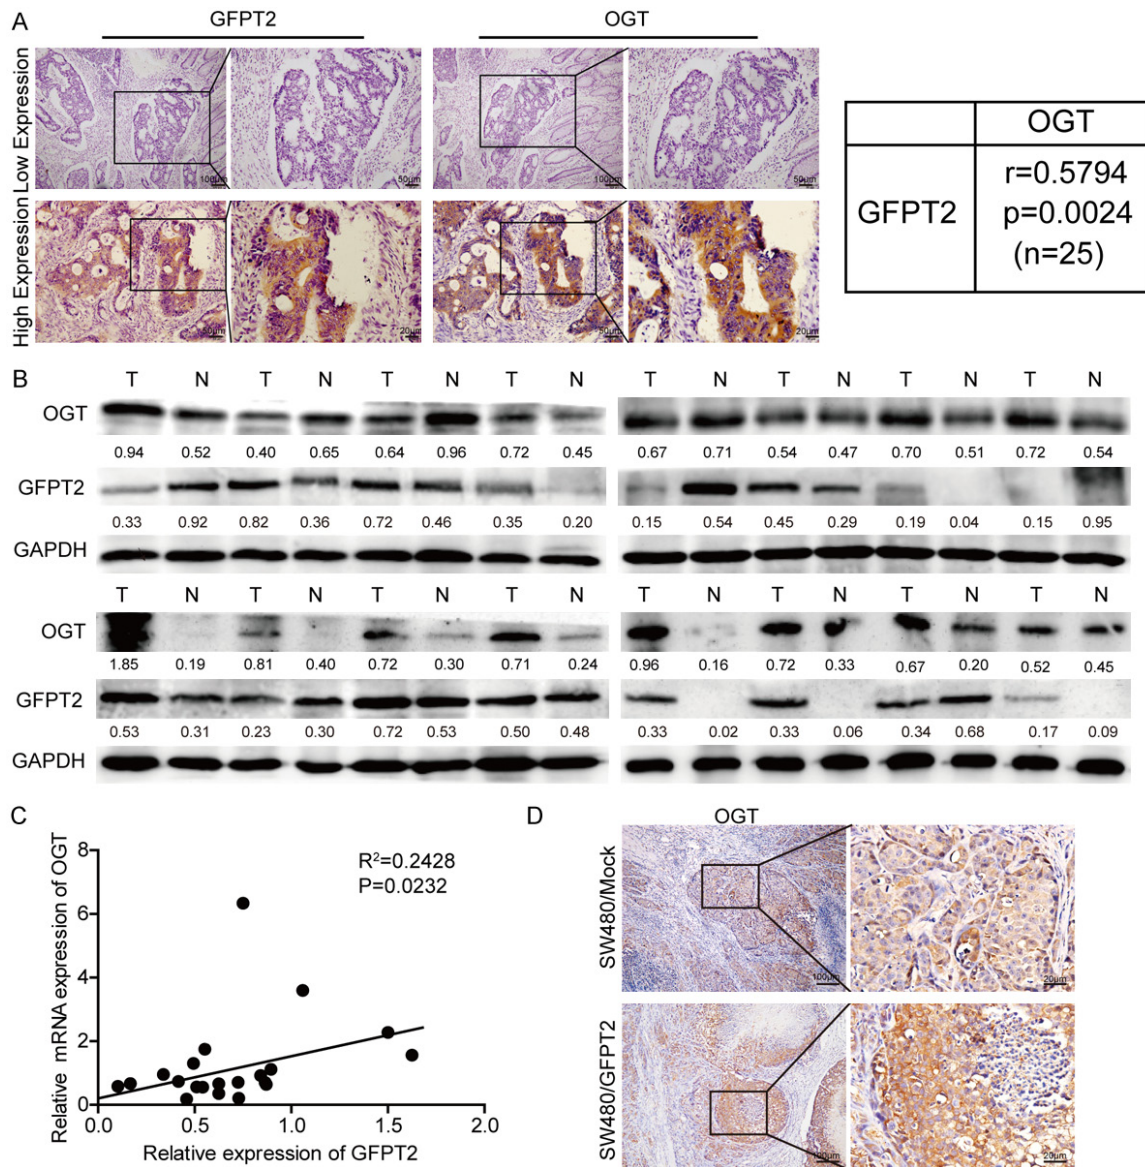 A
GFPT2
OGT
Low Expression
100μm
50μm
100μm
50μm
High Expression
50μm
20μm
50μm
20μm
OGT
GFPT2
r=0.5794
p=0.0024
(n=25)
B
T N T N T N T N T N T N T N T N
OGT
0.94 0.52 0.40 0.65 0.64 0.96 0.72 0.45 0.67 0.71 0.54 0.47 0.70 0.51 0.72 0.54
GFPT2
0.33 0.92 0.82 0.36 0.72 0.46 0.35 0.20 0.15 0.54 0.45 0.29 0.19 0.04 0.15 0.95
GAPDH
T N T N T N T N T N T N T N T N
OGT
1.85 0.19 0.81 0.40 0.72 0.30 0.71 0.24 0.96 0.16 0.72 0.33 0.67 0.20 0.52 0.45
GFPT2
0.53 0.31 0.23 0.30 0.72 0.53 0.50 0.48 0.33 0.02 0.33 0.06 0.34 0.68 0.17 0.09
GAPDH
C
Relative mRNA expression of OGT
8
6
4
2
0
R²=0.2428
P=0.0232
0.0 0.5 1.0 1.5 2.0
Relative expression of GFPT2
D
OGT
SW480/Mock
100μm
20μm
SW480/GFPT2
100μm
20μm